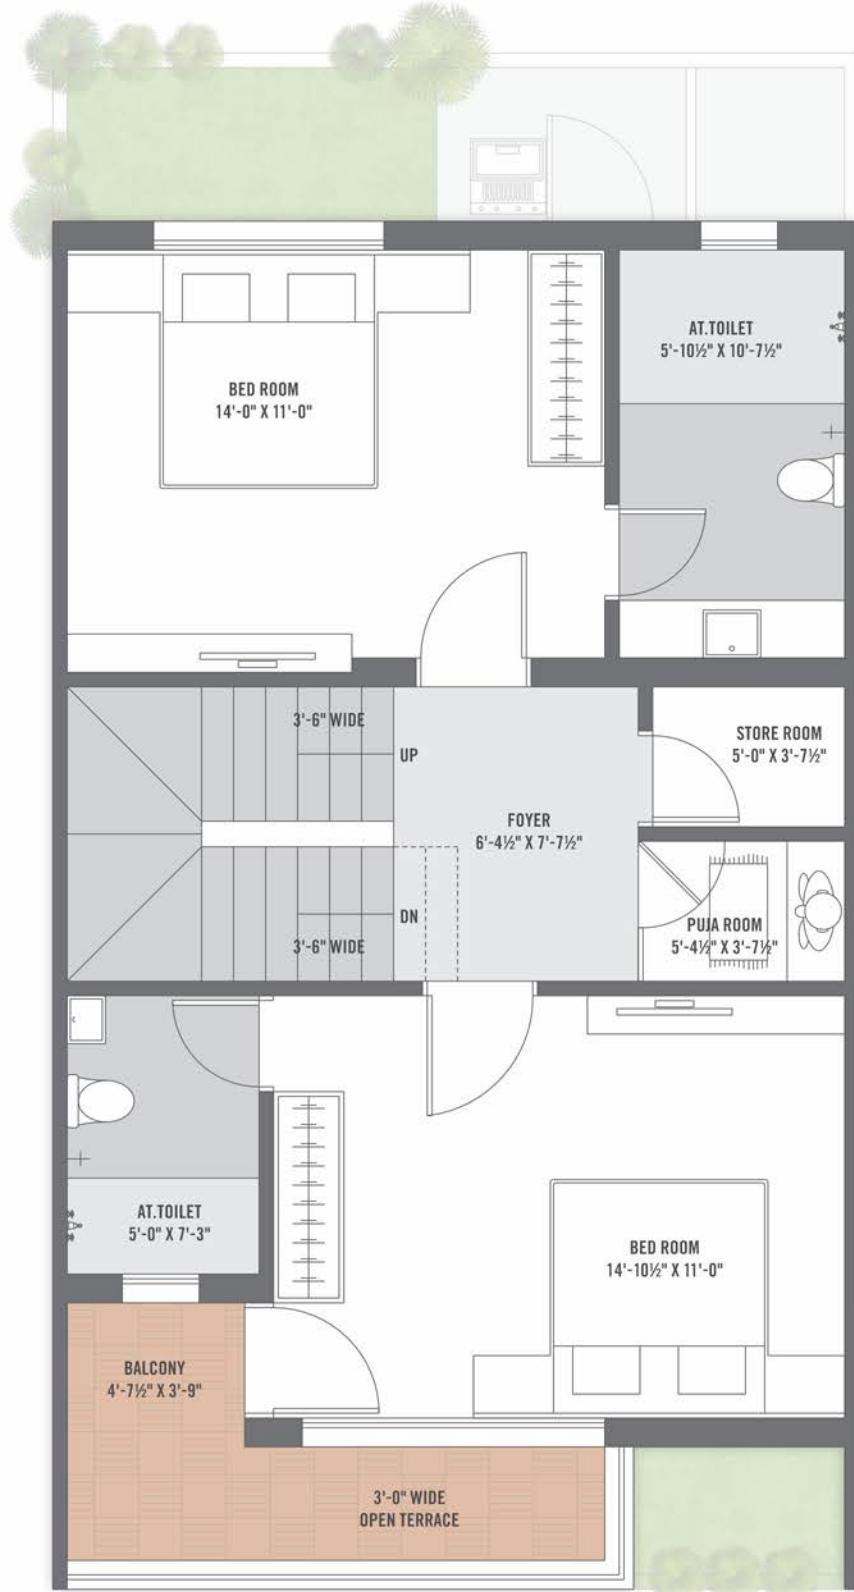 AT.TOILET
5'-10½" X 10'-7½"
BED ROOM
14'-0" X 11'-0"
3'-6" WIDE
UP
STORE ROOM
5'-0" X 3'-7½"
FOYER
6'-4½" X 7'-7½"
DN
3'-6" WIDE
PUJA ROOM
5'-4½" X 3'-7½"
AT.TOILET
5'-0" X 7'-3"
BED ROOM
14'-10½" X 11'-0"
BALCONY
4'-7½" X 3'-9"
3'-0" WIDE
OPEN TERRACE